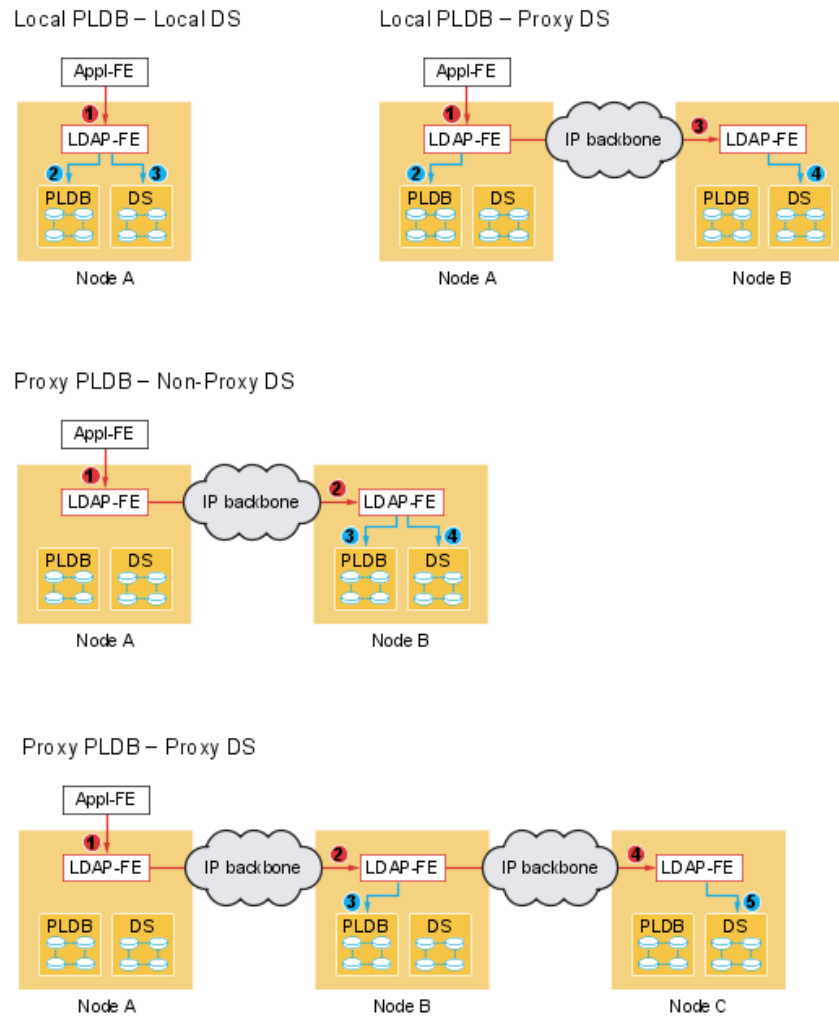 Local PLDB – Local DS
Appl-FE
1
LDAP-FE
2
3
PLDB
DS
Node A
Local PLDB – Proxy DS
Appl-FE
1
LDAP-FE
IP backbone
3
LDAP-FE
2
4
PLDB
DS
PLDB
DS
Node A
Node B
Proxy PLDB – Non-Proxy DS
Appl-FE
1
LDAP-FE
IP backbone
2
LDAP-FE
3
4
PLDB
DS
PLDB
DS
Node A
Node B
Proxy PLDB – Proxy DS
Appl-FE
1
LDAP-FE
IP backbone
2
LDAP-FE
IP backbone
4
LDAP-FE
3
5
PLDB
DS
PLDB
DS
PLDB
DS
Node A
Node B
Node C